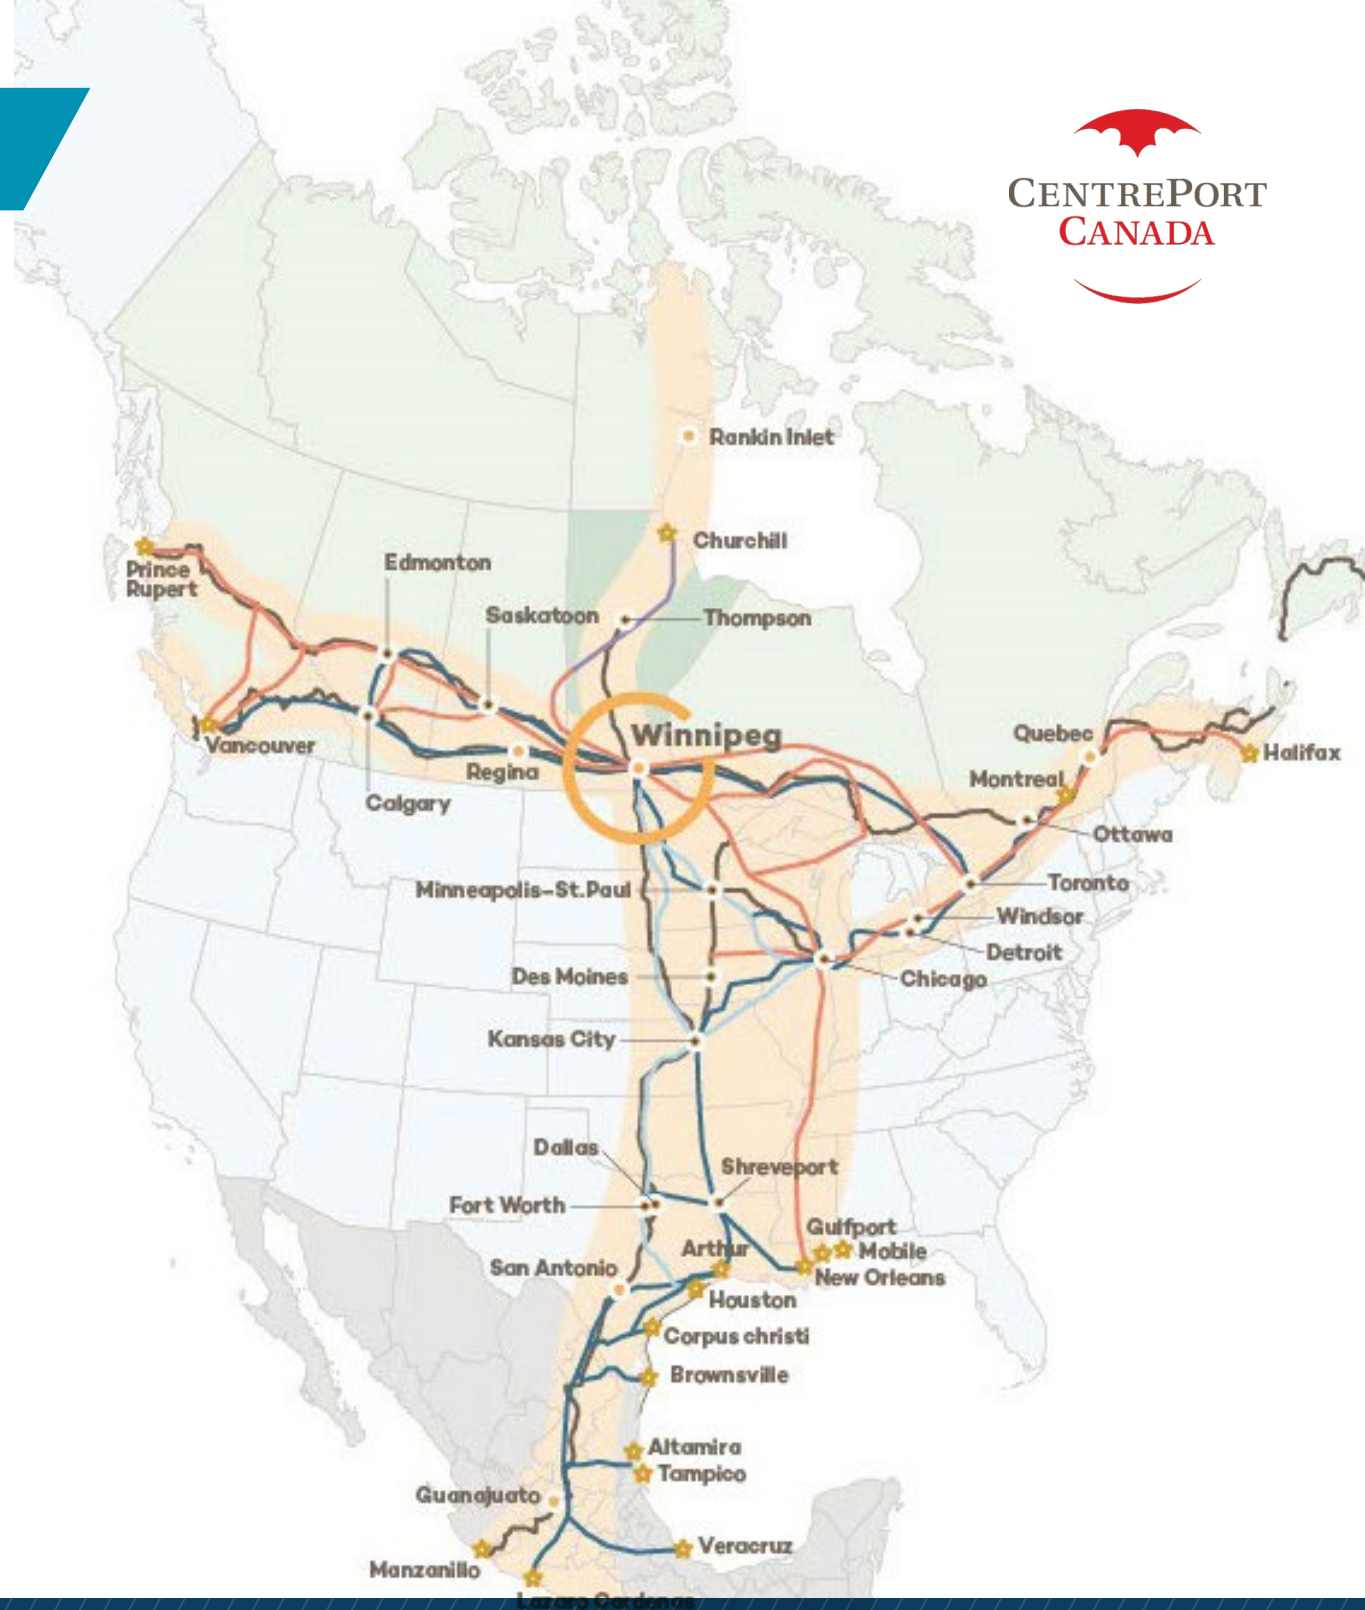 CENTREPORT
CANADA
Rankin Inlet
Churchill
Prince
Rupert
Edmonton
Saskatoon
Thompson
Vancouver
Regina
Winnipeg
Calgary
Quebec
Halifax
Montreal
Ottawa
Minneapolis-St.Paul
Toronto
Windsor
Detroit
Des Moines
Chicago
Kansas City
Dallas
Shreveport
Fort Worth
Gulfport
Arthur
Mobile
San Antonio
New Orleans
Houston
Corpus christi
Brownsville
Altamira
Tampico
Guanajuato
Veracruz
Manzanillo
Lazaro Cardenas